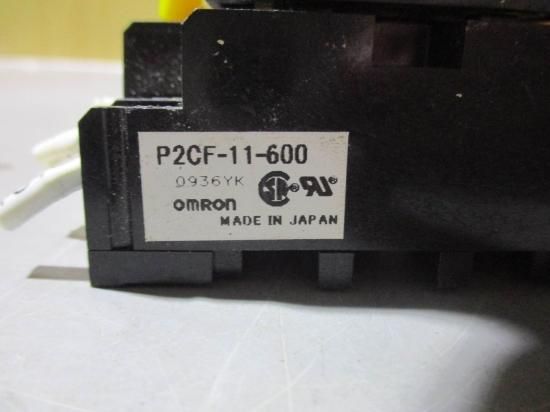 P2CF-11-600
0936YK
omron
MADE IN JAPAN